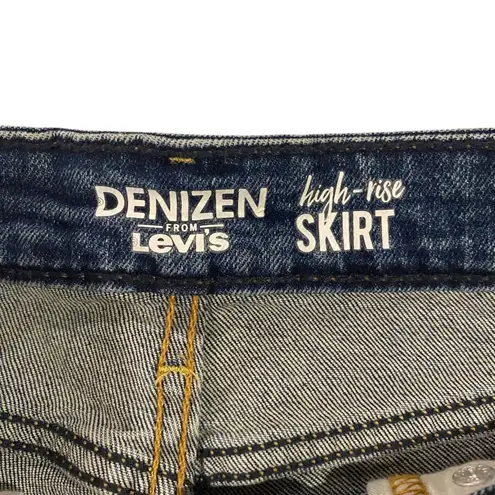 DENIZEN
FROM
Levi's
high-rise
SKIRT